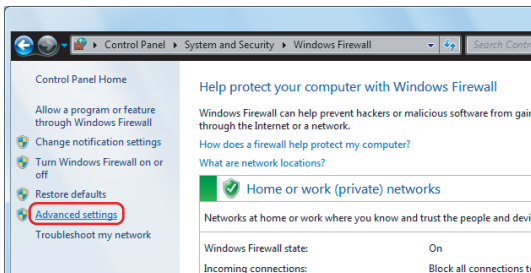 Control Panel ▸ System and Security ▸ Windows Firewall
Search Contr
Control Panel Home
Allow a program or feature
through Windows Firewall
Change notification settings
Turn Windows Firewall on or
off
Restore defaults
Advanced settings
Troubleshoot my network
Help protect your computer with Windows Firewall
Windows Firewall can help prevent hackers or malicious software from gain
through the Internet or a network.
How does a firewall help protect my computer?
What are network locations?
Home or work (private) networks
Networks at home or work where you know and trust the people and devi
Windows Firewall state: On
Incoming connections: Block all connections to